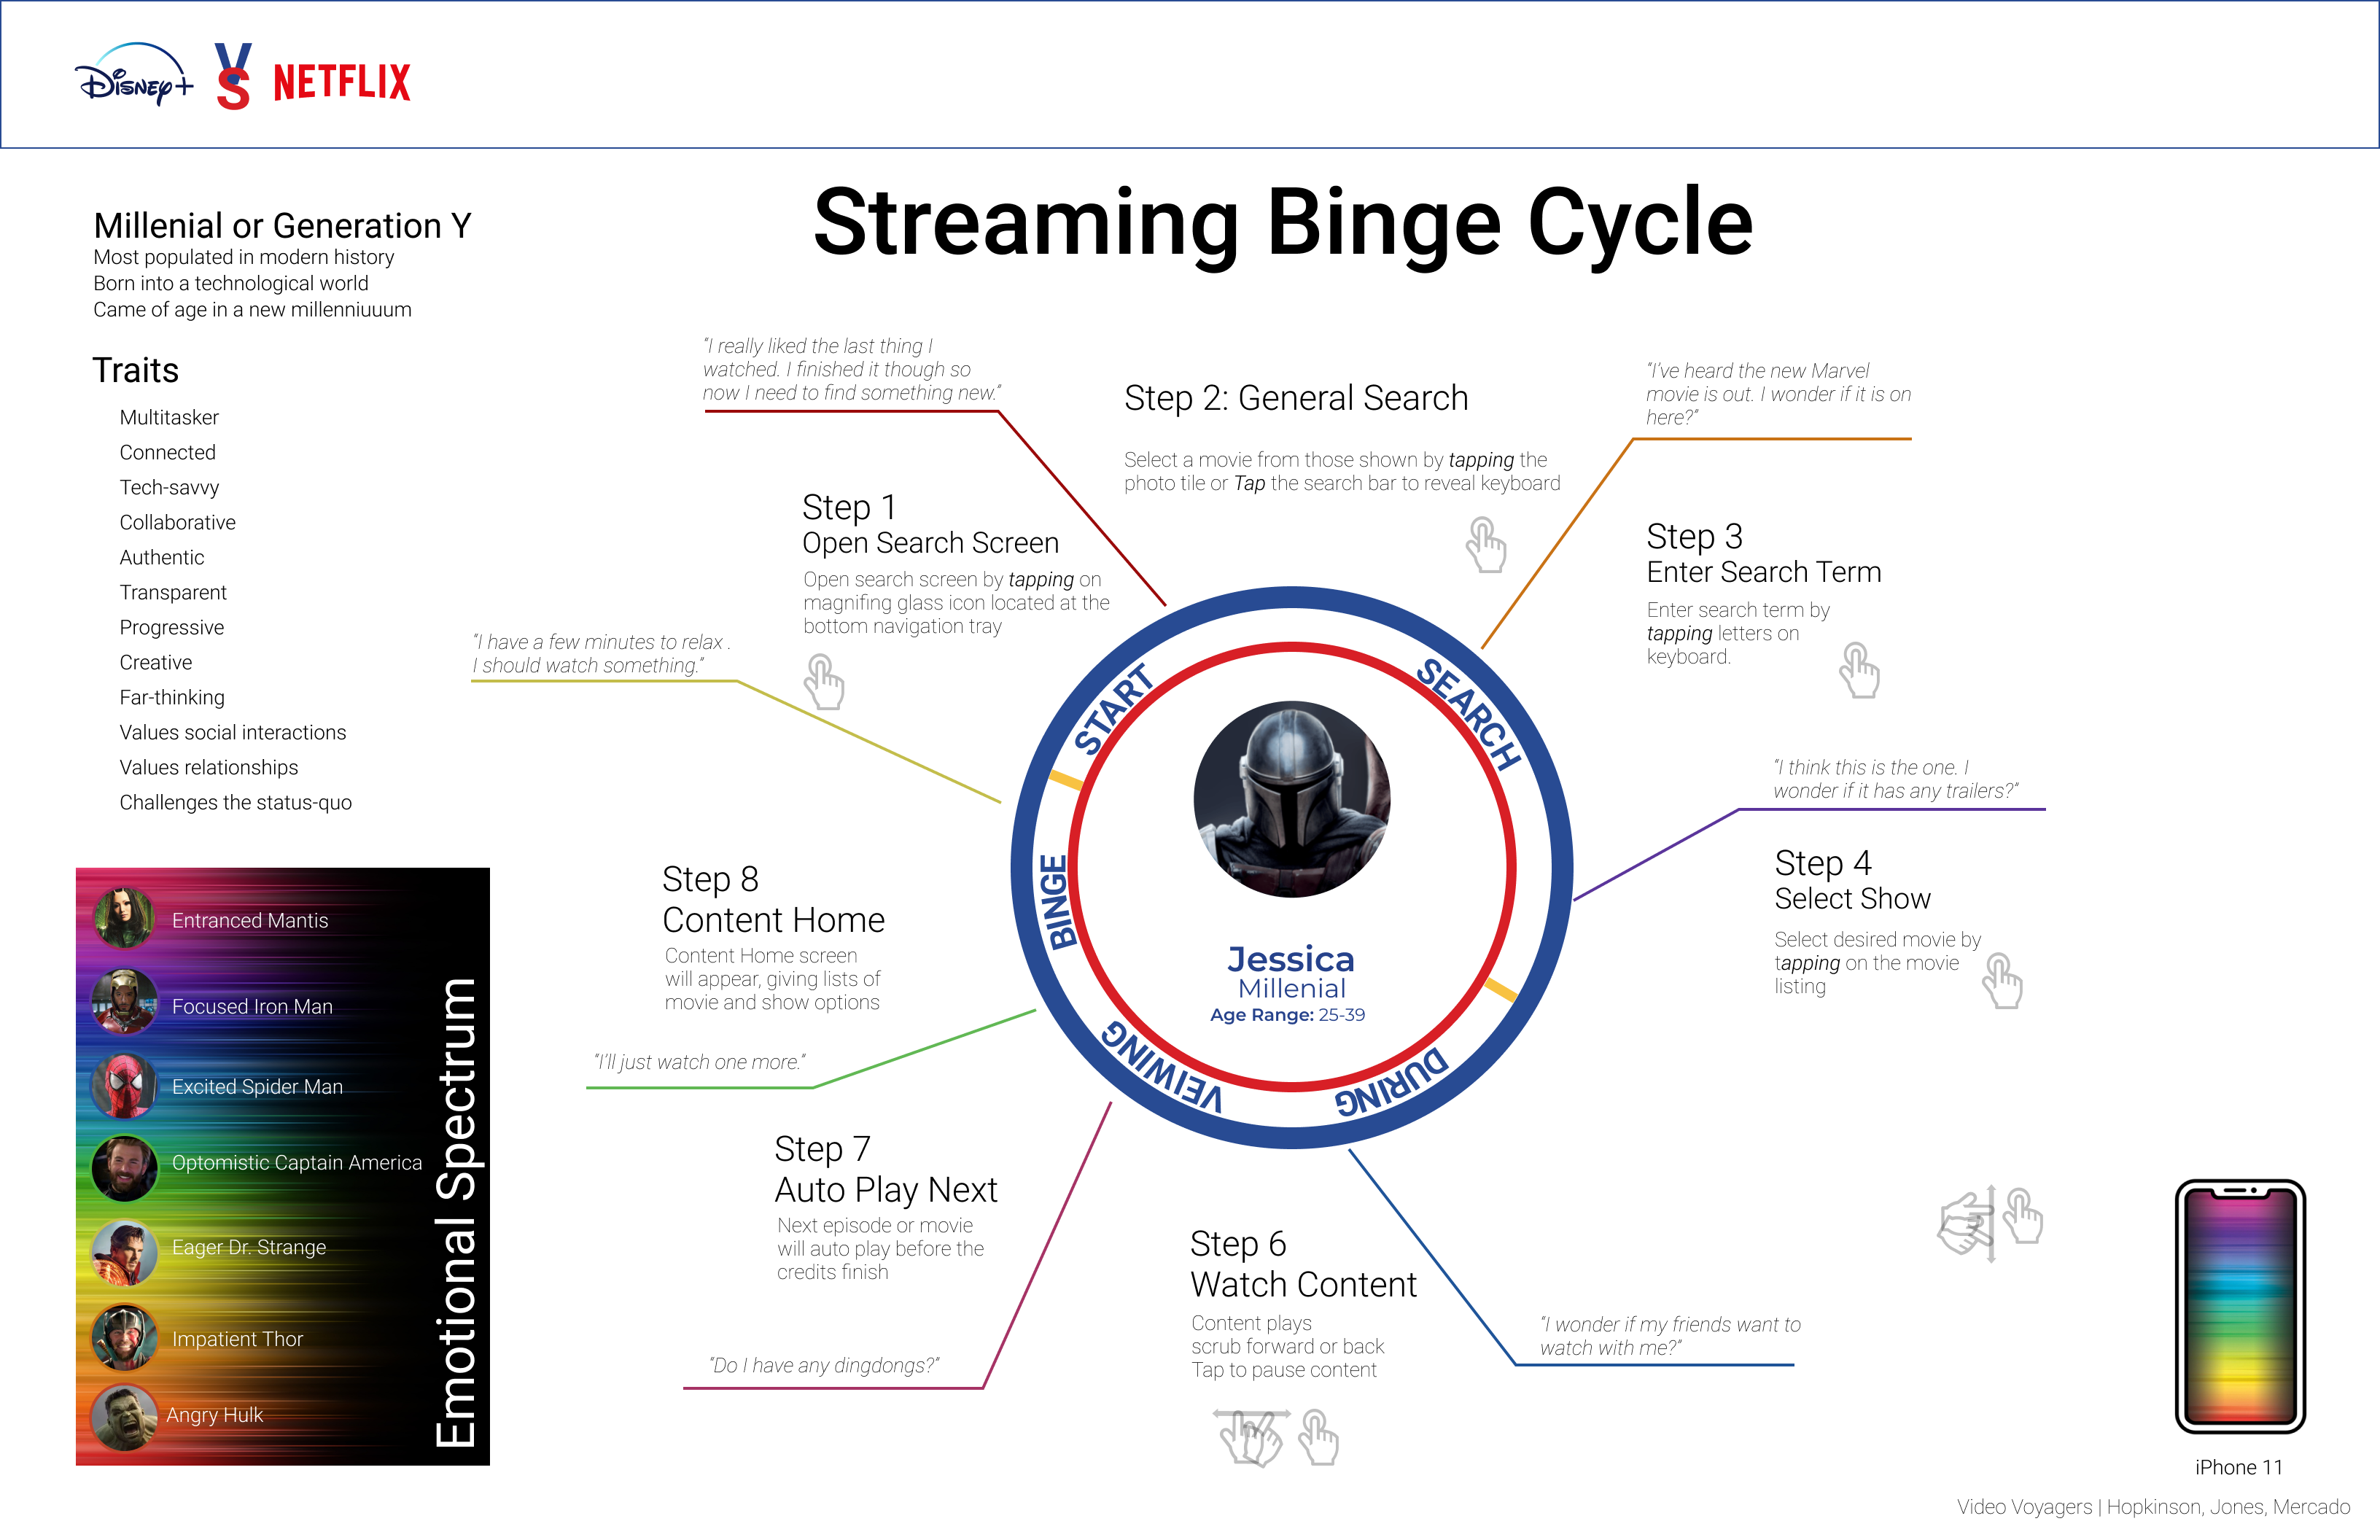 Disney+ VS NETFLIX
Streaming Binge Cycle
Millenial or Generation Y
Most populated in modern history
Born into a technological world
Came of age in a new millenniuuum
Traits
Multitasker
Connected
Tech-savvy
Collaborative
Authentic
Transparent
Progressive
Creative
Far-thinking
Values social interactions
Values relationships
Challenges the status-quo
Entranced Mantis
Focused Iron Man
Excited Spider Man
Optomistic Captain America
Eager Dr. Strange
Impatient Thor
Angry Hulk
Emotional Spectrum
"I have a few minutes to relax .
I should watch something."
"I really liked the last thing I
watched. I finished it though so
now I need to find something new."
Step 1
Open Search Screen
Open search screen by tapping on
magnifing glass icon located at the
bottom navigation tray
Step 2: General Search
Select a movie from those shown by tapping the
photo tile or Tap the search bar to reveal keyboard
"I've heard the new Marvel
movie is out. I wonder if it is on
here?"
Step 3
Enter Search Term
Enter search term by
tapping letters on
keyboard.
"I think this is the one. I
wonder if it has any trailers?"
Step 4
Select Show
Select desired movie by
tapping on the movie
listing
START
SEARCH
DURING
VEIWING
BINGE
Jessica
Millenial
Age Range: 25-39
"I wonder if my friends want to
watch with me?"
Step 6
Watch Content
Content plays
scrub forward or back
Tap to pause content
"Do I have any dingdongs?"
Step 7
Auto Play Next
Next episode or movie
will auto play before the
credits finish
"I'll just watch one more."
Step 8
Content Home
Content Home screen
will appear, giving lists of
movie and show options
iPhone 11
Video Voyagers | Hopkinson, Jones, Mercado